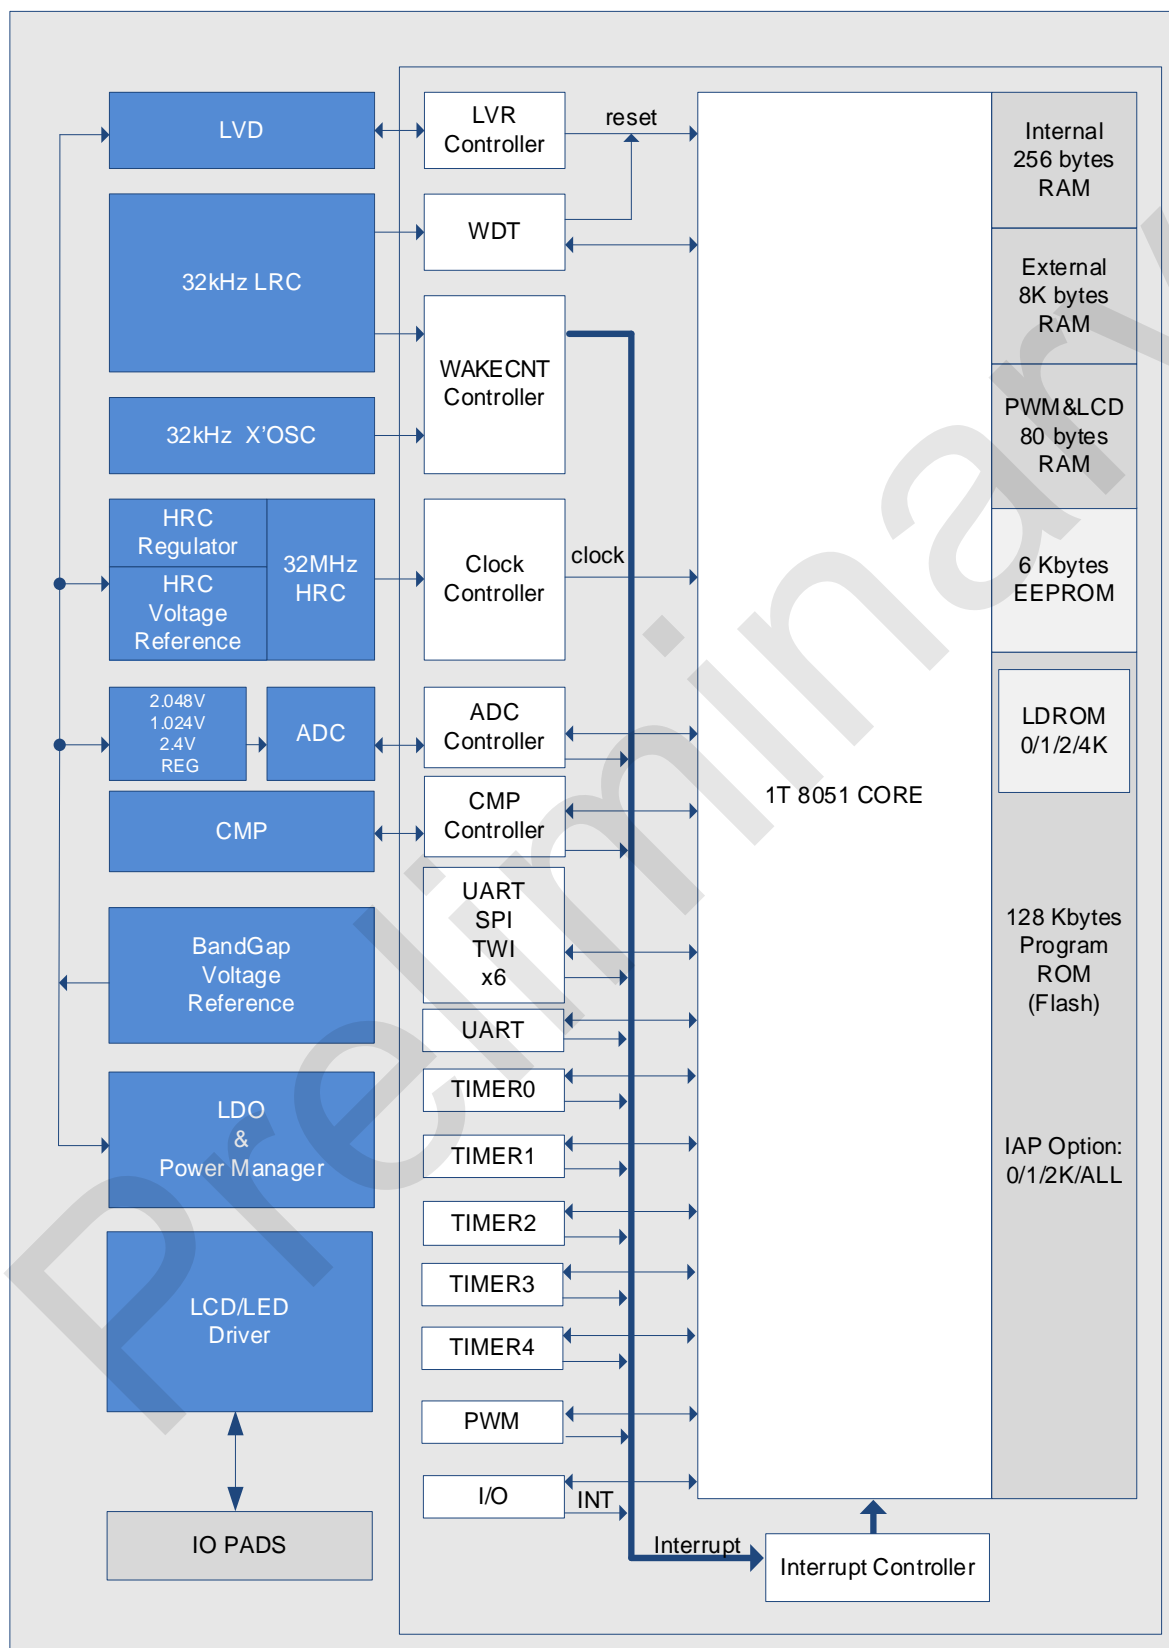 LVD
LVR
Controller
reset
Internal
256 bytes
RAM
32kHz LRC
WDT
External
8K bytes
RAM
WAKECNT
Controller
32kHz X'OSC
PWM&LCD
80 bytes
RAM
HRC
Regulator
HRC
Voltage
Reference
32MHz
HRC
Clock
Controller
clock
6 Kbytes
EEPROM
2.048V
1.024V
2.4V
REG
ADC
ADC
Controller
LDROM
0/1/2/4K
1T 8051 CORE
CMP
CMP
Controller
UART
SPI
TWI
x6
BandGap
Voltage
Reference
128 Kbytes
Program
ROM
(Flash)
UART
LDO
&
Power Manager
TIMER0
TIMER1
IAP Option:
0/1/2K/ALL
TIMER2
LCD/LED
Driver
TIMER3
TIMER4
PWM
I/O
INT
IO PADS
Interrupt
Interrupt Controller
Preliminary